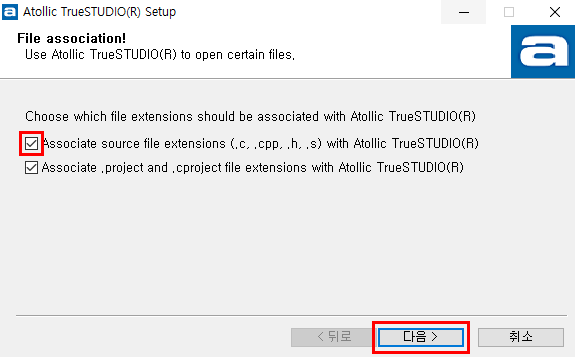 Atollic TrueSTUDIO(R) Setup
File association!
Use Atollic TrueSTUDIO(R) to open certain files.
Choose which file extensions should be associated with Atollic TrueSTUDIO(R)
Associate source file extensions (.c, .cpp, .h, .s) with Atollic TrueSTUDIO(R)
Associate .project and .cproject file extensions with Atollic TrueSTUDIO(R)
< 뒤로 다음 > 취소